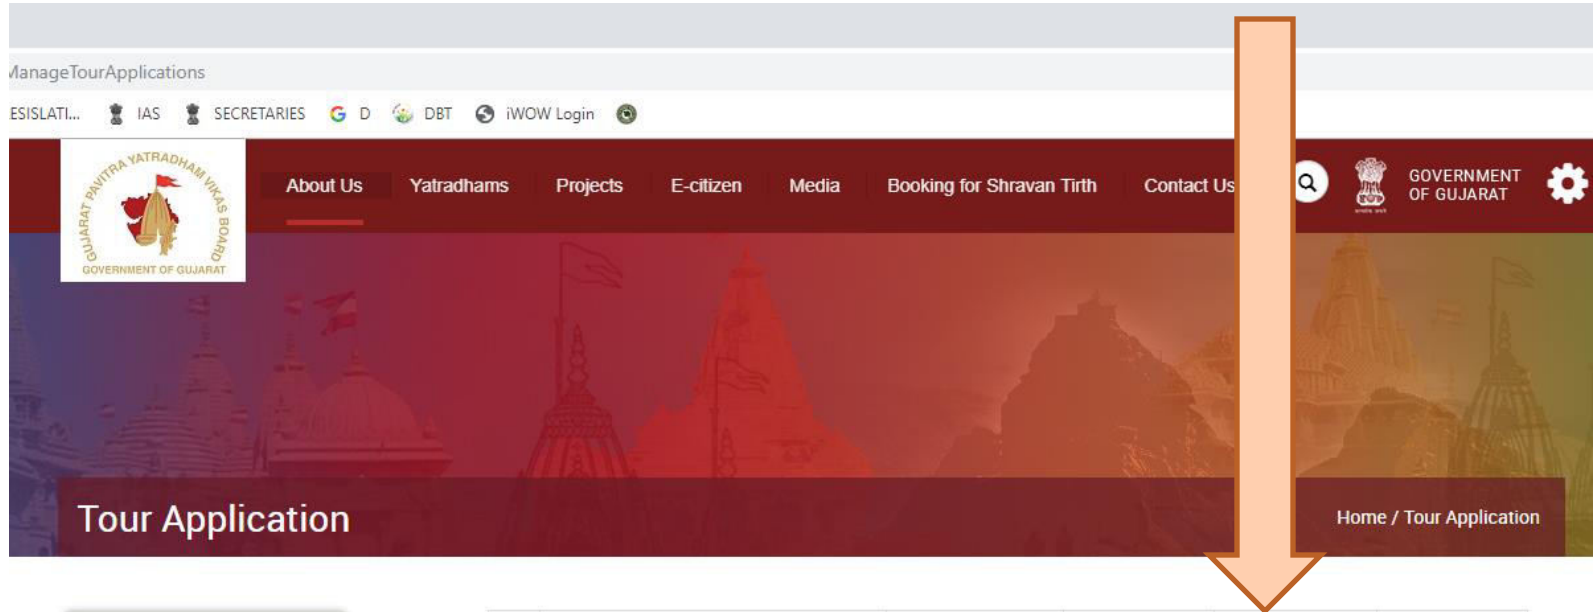 ManageTourApplications
ESISLATI... IAS SECRETARIES D DBT iWOW Login
GUJARAT PAVITRA YATRADHAM VIKAS BOARD
GOVERNMENT OF GUJARAT
About Us Yatradhams Projects E-citizen Media Booking for Shravan Tirth Contact Us
GOVERNMENT
OF GUJARAT
Tour Application
Home / Tour Application